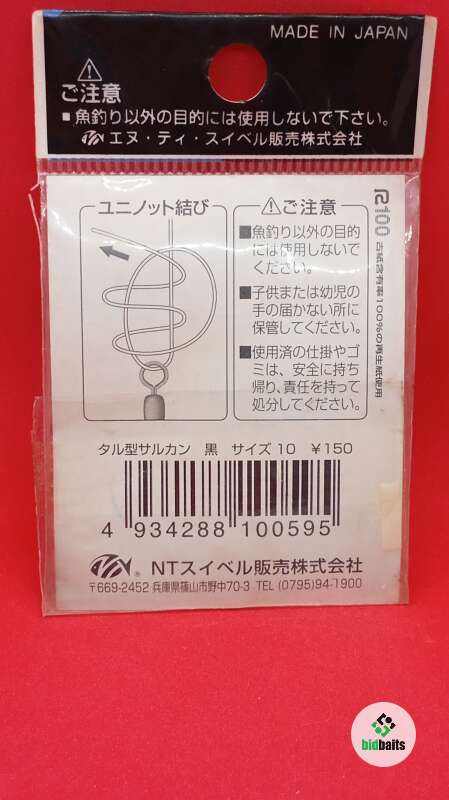 MADE IN JAPAN
ご注意
■魚釣り以外の目的には使用しないで下さい。
エヌ・ティ・スイベル販売株式会社
ユニノット結び
ご注意
■魚釣り以外の目的
には使用しないで
ください。
■子供または幼児の
手の届かない所に
保管してください。
■使用済の仕掛やゴ
ミは、安全に持ち
帰り、責任を持って
処分してください。
R100
古紙含有率100%の再生紙使用
タル型サルカン 黒 サイズ10 ¥150
4 934288 100595
NTスイベル販売株式会社
〒669-2452 兵庫県篠山市野中70-3 TEL (0795)94-1900
bidbaits